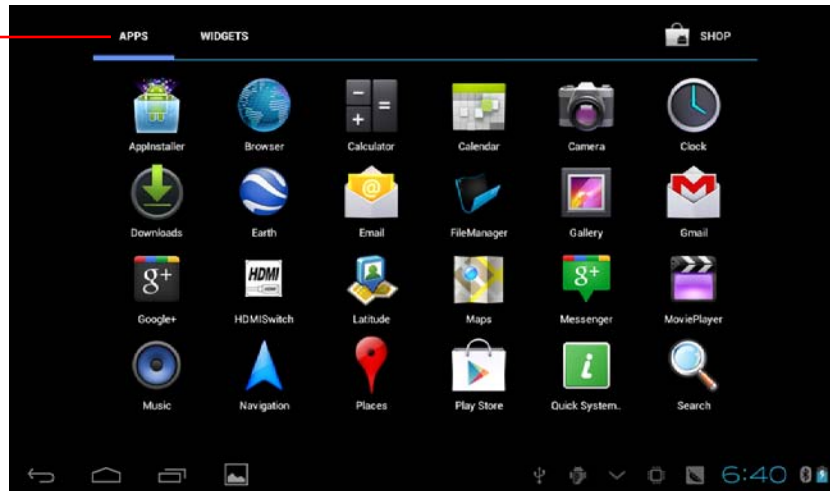 APPS WIDGETS SHOP
AppInstaller Browser Calculator Calendar Camera Clock
Downloads Earth Email FileManager Gallery Gmail
g+ HDMI g+
Google+ HDMISwitch Latitude Maps Messenger MoviePlayer
Music Navigation Places Play Store Quick System.. Search
6:40